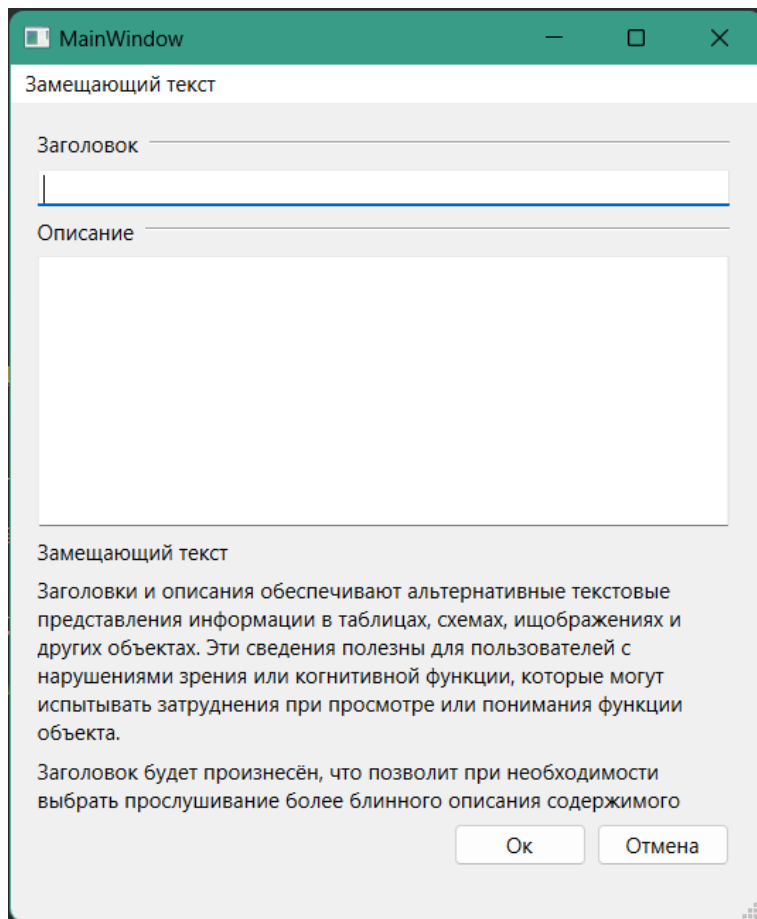 MainWindow
Замещающий текст
Заголовок
Описание
Замещающий текст
Заголовки и описания обеспечивают альтернативные текстовые
представления информации в таблицах, схемах, ищображениях и
других объектах. Эти сведения полезны для пользователей с
нарушениями зрения или когнитивной функции, которые могут
испытывать затруднения при просмотре или понимания функции
объекта.
Заголовок будет произнесён, что позволит при необходимости
выбрать прослушивание более блинного описания содержимого
Ок Отмена